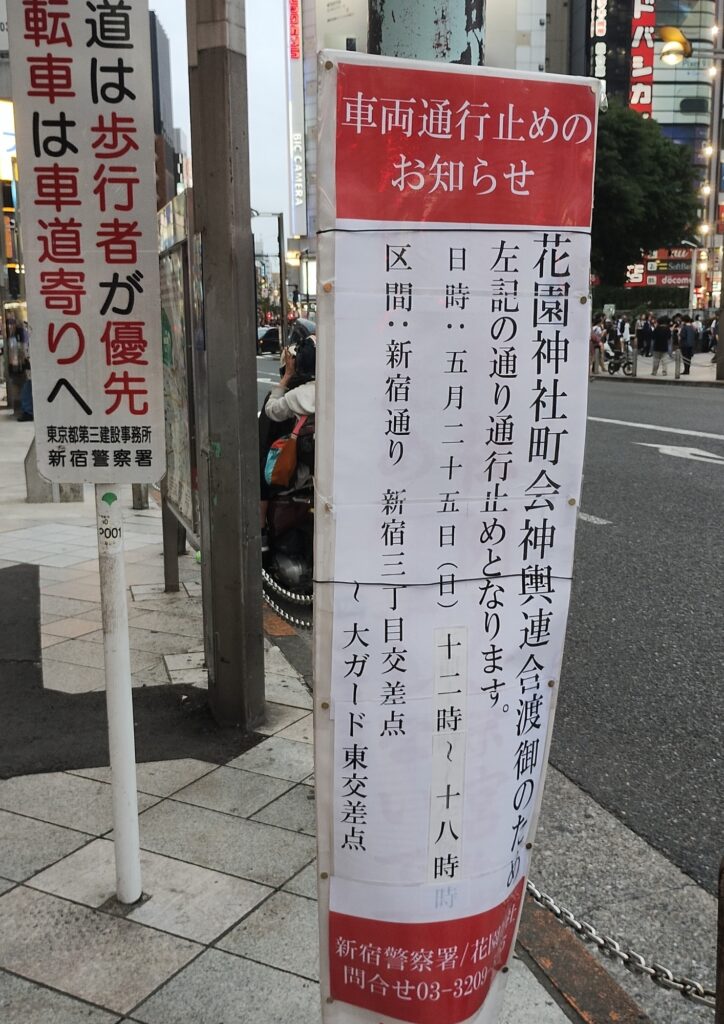 車両通行止めの
お知らせ
花園神社町会神輿連合渡御のため
左記の通り通行止めとなります。
日時：五月二十五日（日）十二時～十八時
区間：新宿通り 新宿三丁目交差点
～大ガード東交差点
新宿警察署/花園
問合せ03-3209
道は歩行者が優先
転車は車道寄りへ
東京都第三建設事務所
新宿警察署
P001
BIC CAMERA
ドバシカ
SoftBank
döcomo